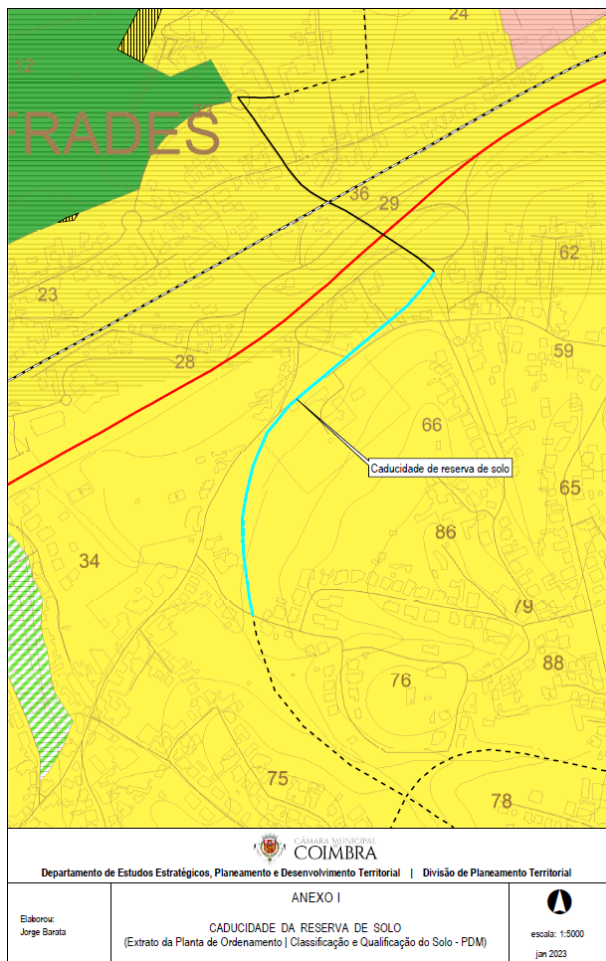 24
12
33
FRADES
36
29
62
23
59
28
Caducidade de reserva de solo
66
65
34
86
79
88
76
75
78
CÂMARA MUNICIPAL
COIMBRA
Departamento de Estudos Estratégicos, Planeamento e Desenvolvimento Territorial | Divisão de Planeamento Territorial
ANEXO I
Elaborou:
Jorge Barata
CADUCIDADE DA RESERVA DE SOLO
(Extrato da Planta de Ordenamento | Classificação e Qualificação do Solo - PDM)
escala: 1:5000
jan 2023